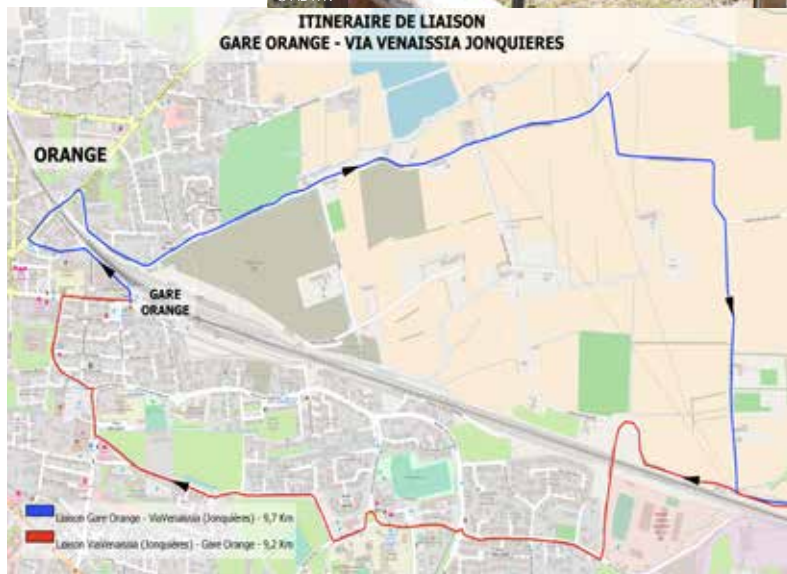 ITINERAIRE DE LIAISON
GARE ORANGE - VIA VENAISSIA JONQUIERES
ORANGE
GARE
ORANGE
Liaison Gare Orange - ViaVenaissia (Jonquières) - 9,7 Km
Liaison ViaVenaissia (Jonquières) - Gare Orange - 9,2 Km